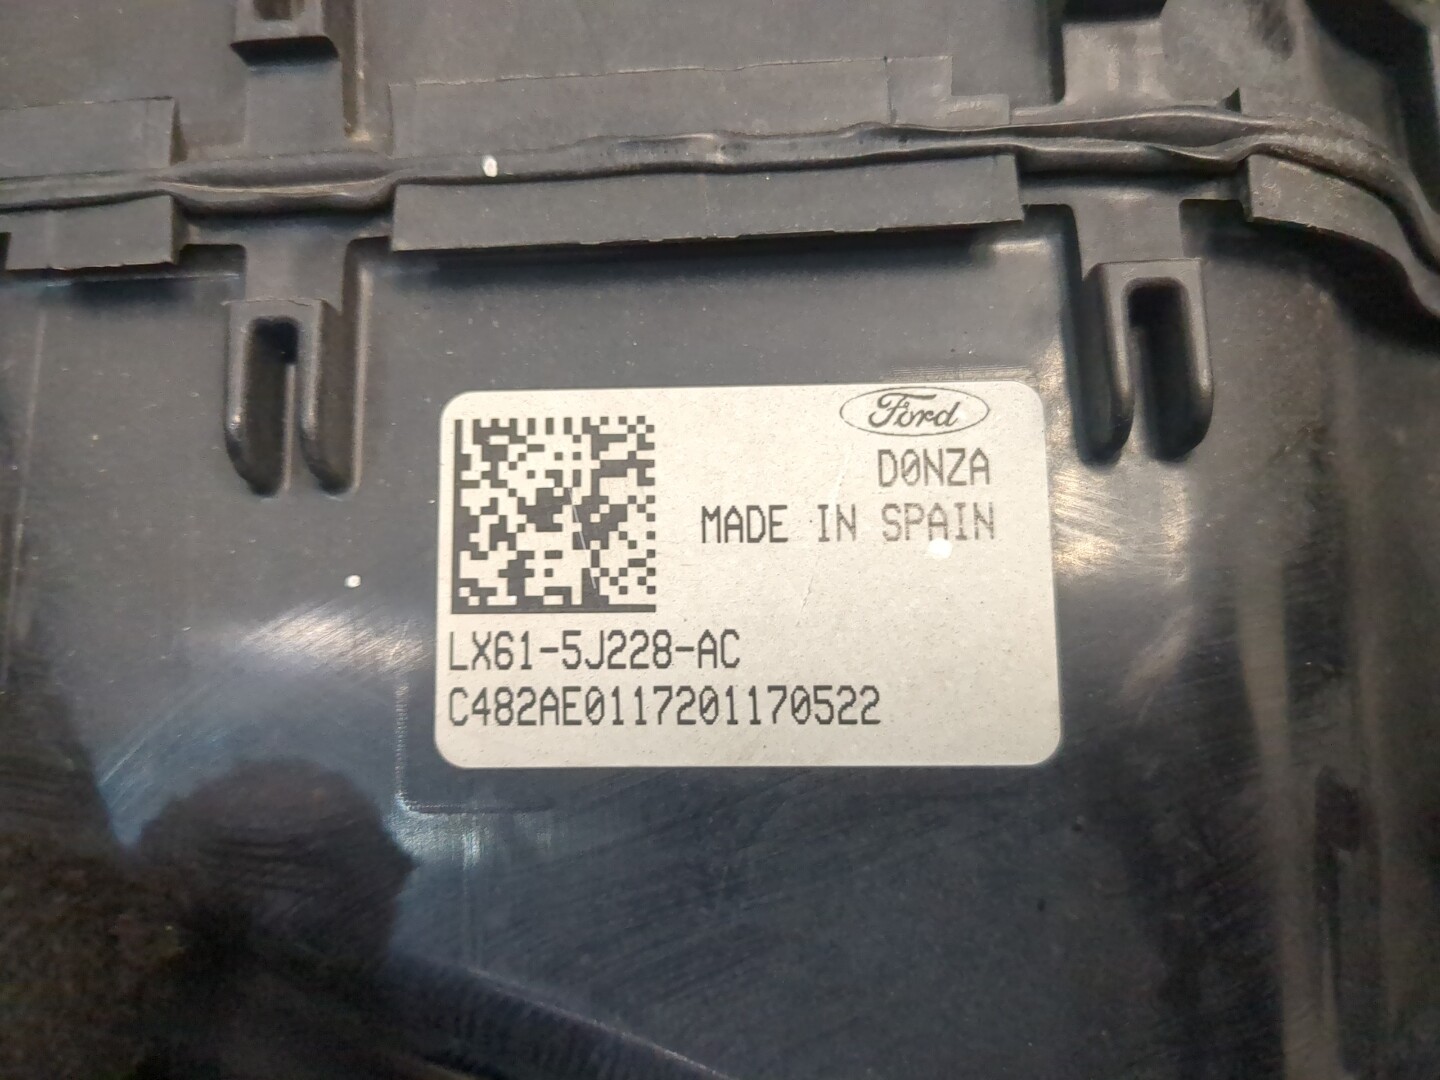 Ford
D0NZA
MADE IN SPAIN
LX61-5J228-AC
C482AE0117201170522